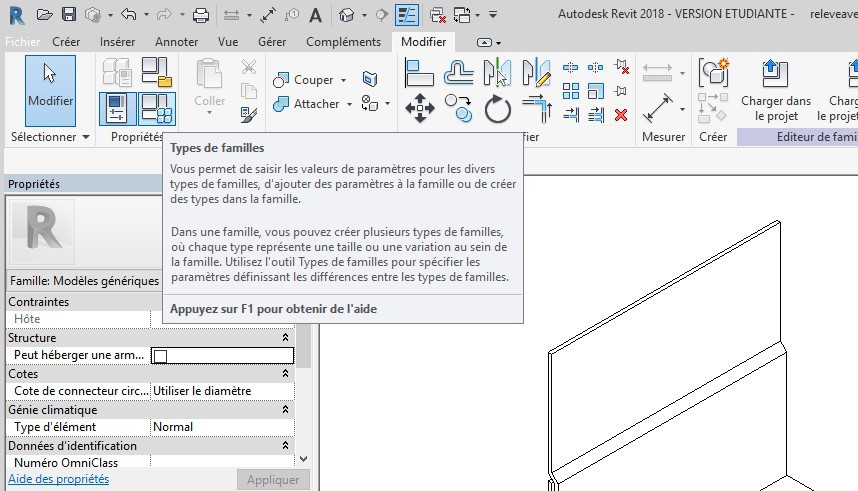 Autodesk Revit 2018 - VERSION ETUDIANTE - releveave
Fichier Créer Insérer Annoter Vue Gérer Compléments Modifier
Modifier
Coller
Couper
Attacher
Charger dans
le projet
Charg
le p
Sélectionner Propriétés fier Mesurer Créer Editeur de famil
Types de familles
Vous permet de saisir les valeurs de paramètres pour les divers
types de familles, d'ajouter des paramètres à la famille ou de créer
des types dans la famille.
Dans une famille, vous pouvez créer plusieurs types de familles,
où chaque type représente une taille ou une variation au sein de
la famille. Utilisez l'outil Types de familles pour spécifier les
paramètres définissant les différences entre les types de familles.
Appuyez sur F1 pour obtenir de l'aide
Propriétés
R
Famille: Modèles génériques
Contraintes
Hôte
Structure
Peut héberger une arm...
Cotes
Cote de connecteur circ... Utiliser le diamètre
Génie climatique
Type d'élément Normal
Données d'identification
Numéro OmniClass
Aide des propriétés Appliquer